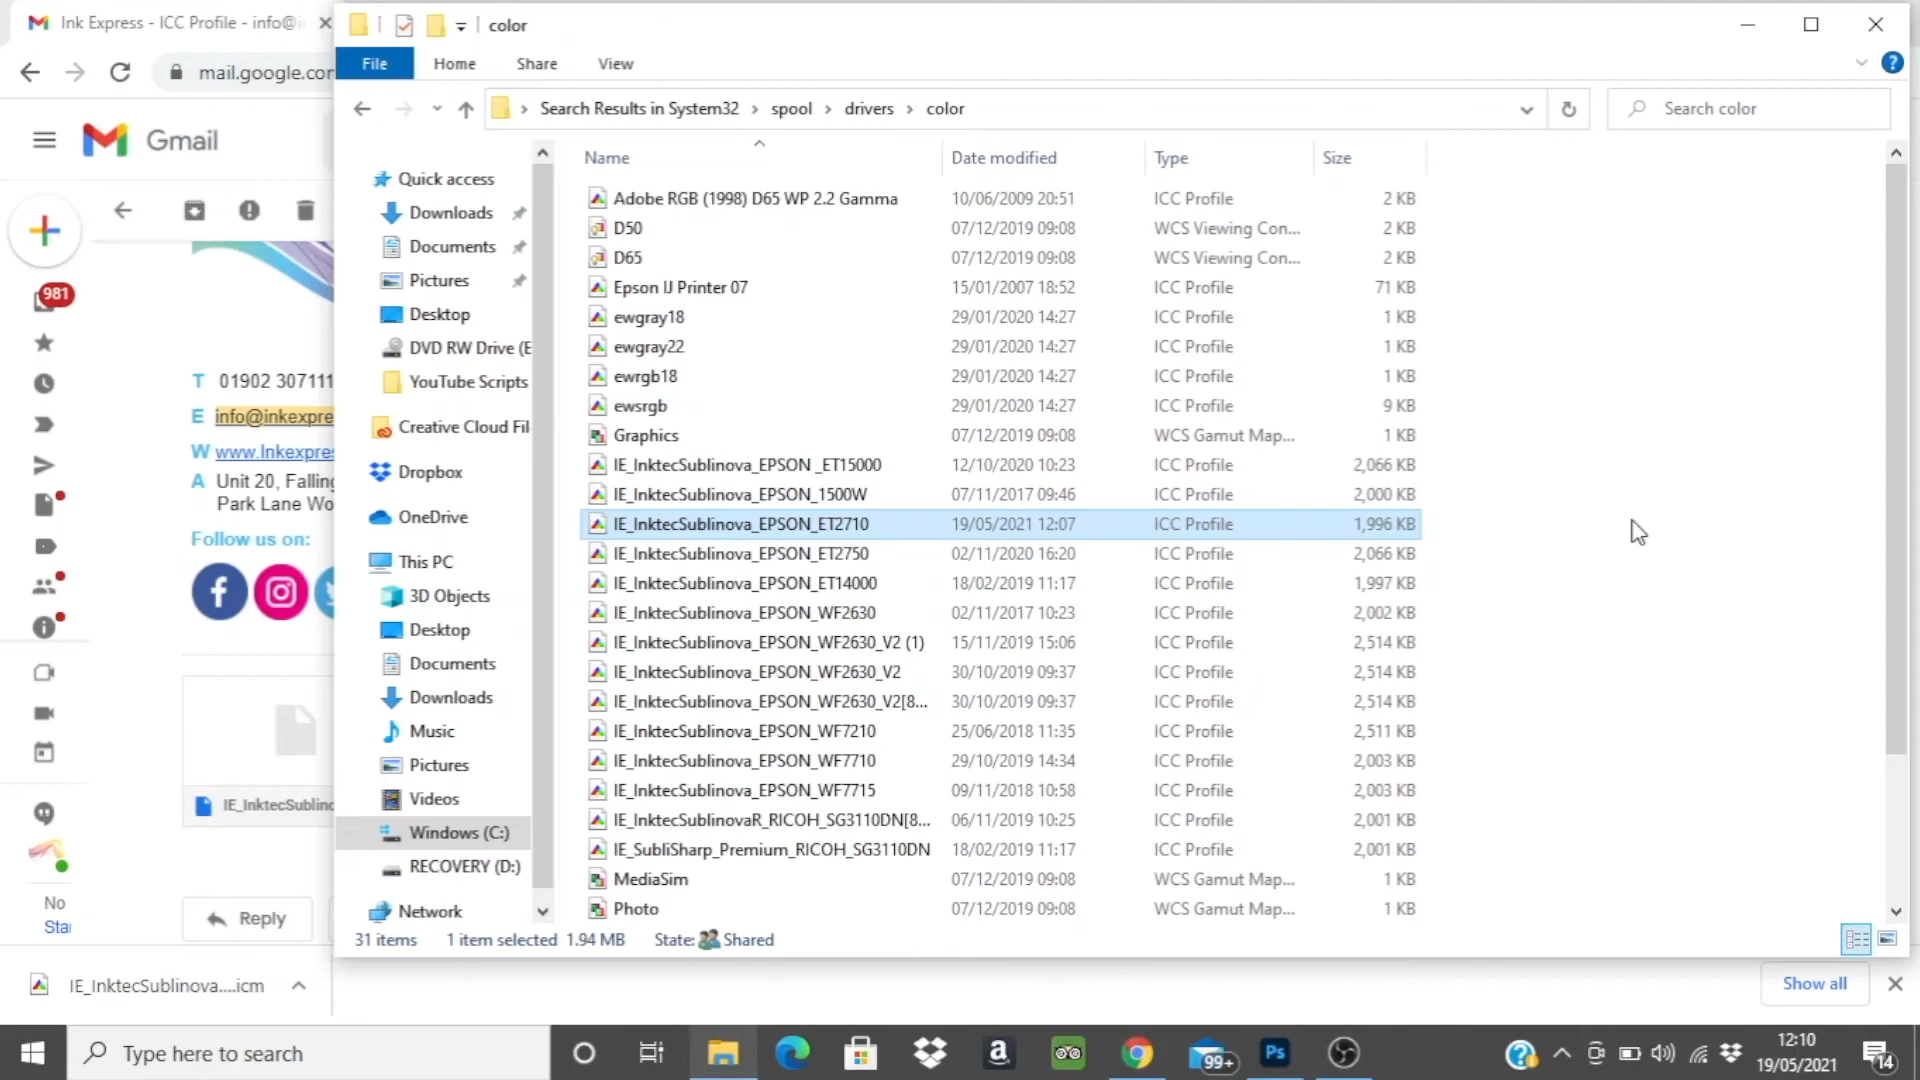 Ink Express - ICC Profile - info@i
color
File Home Share View
mail.google.com
Search Results in System32 › spool › drivers › color
Search color
Gmail
Name Date modified Type Size
Quick access
Downloads
Documents
Pictures
Desktop
DVD RW Drive (E
YouTube Scripts
Creative Cloud Fil
Dropbox
OneDrive
This PC
3D Objects
Desktop
Documents
Downloads
Music
Pictures
Videos
Windows (C:)
RECOVERY (D:)
Network
Adobe RGB (1998) D65 WP 2.2 Gamma 10/06/2009 20:51 ICC Profile 2 KB
D50 07/12/2019 09:08 WCS Viewing Con... 2 KB
D65 07/12/2019 09:08 WCS Viewing Con... 2 KB
Epson IJ Printer 07 15/01/2007 18:52 ICC Profile 71 KB
ewgray18 29/01/2020 14:27 ICC Profile 1 KB
ewgray22 29/01/2020 14:27 ICC Profile 1 KB
ewrgb18 29/01/2020 14:27 ICC Profile 1 KB
ewsrgb 29/01/2020 14:27 ICC Profile 9 KB
Graphics 07/12/2019 09:08 WCS Gamut Map... 1 KB
IE_InktecSublinova_EPSON _ET15000 12/10/2020 10:23 ICC Profile 2,066 KB
IE_InktecSublinova_EPSON_1500W 07/11/2017 09:46 ICC Profile 2,000 KB
IE_InktecSublinova_EPSON_ET2710 19/05/2021 12:07 ICC Profile 1,996 KB
IE_InktecSublinova_EPSON_ET2750 02/11/2020 16:20 ICC Profile 2,066 KB
IE_InktecSublinova_EPSON_ET14000 18/02/2019 11:17 ICC Profile 1,997 KB
IE_InktecSublinova_EPSON_WF2630 02/11/2017 10:23 ICC Profile 2,002 KB
IE_InktecSublinova_EPSON_WF2630_V2 (1) 15/11/2019 15:06 ICC Profile 2,514 KB
IE_InktecSublinova_EPSON_WF2630_V2 30/10/2019 09:37 ICC Profile 2,514 KB
IE_InktecSublinova_EPSON_WF2630_V2[8... 30/10/2019 09:37 ICC Profile 2,514 KB
IE_InktecSublinova_EPSON_WF7210 25/06/2018 11:35 ICC Profile 2,511 KB
IE_InktecSublinova_EPSON_WF7710 29/10/2019 14:34 ICC Profile 2,003 KB
IE_InktecSublinova_EPSON_WF7715 09/11/2018 10:58 ICC Profile 2,003 KB
IE_InktecSublinovaR_RICOH_SG3110DN[8... 06/11/2019 10:25 ICC Profile 2,001 KB
IE_SubliSharp_Premium_RICOH_SG3110DN 18/02/2019 11:17 ICC Profile 2,001 KB
MediaSim 07/12/2019 09:08 WCS Gamut Map... 1 KB
Photo 07/12/2019 09:08 WCS Gamut Map... 1 KB
31 items 1 item selected 1.94 MB State: Shared
981
T 01902 307111
E info@inkexpre
W www.Inkexpres
A Unit 20, Falling
Park Lane Wo
Follow us on:
IE_InktecSublino
No
Star
Reply
IE_InktecSublinova....icm
Show all
Type here to search
a
99+
Ps
12:10
19/05/2021
14